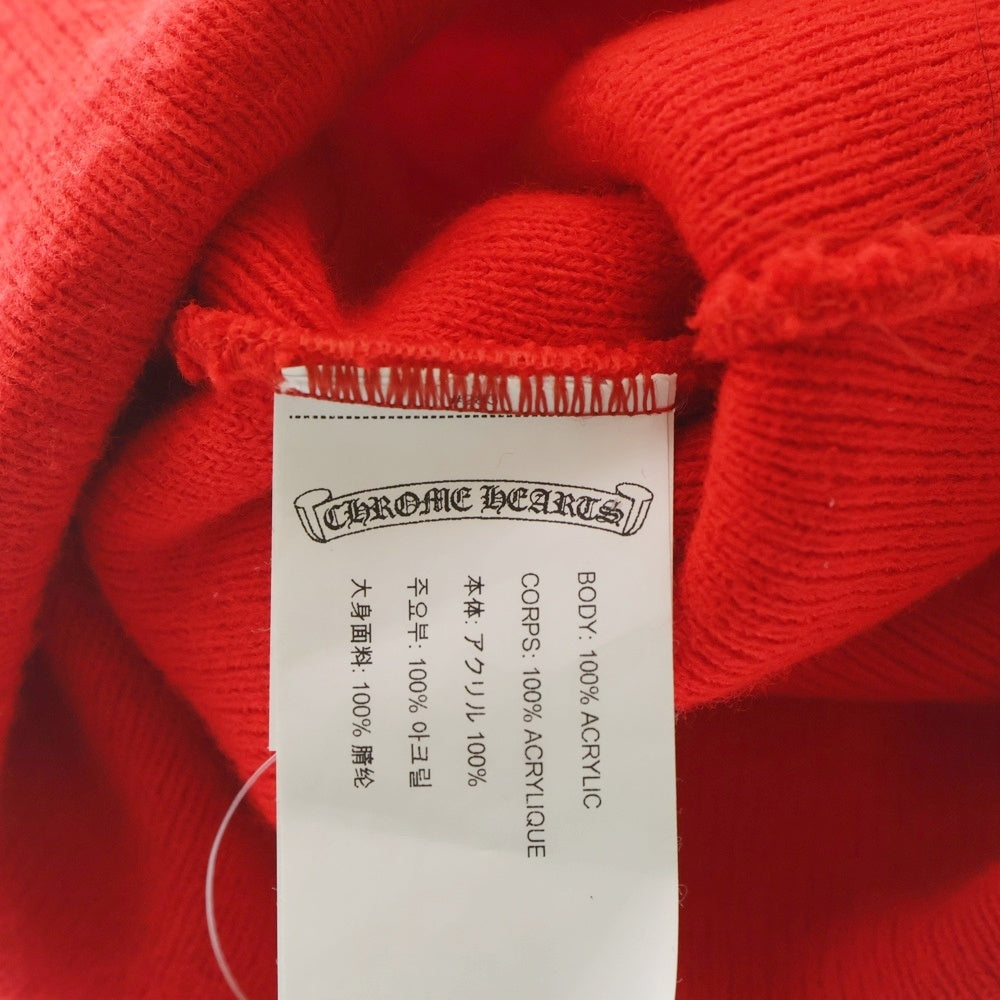 CHROME HEARTS
BODY: 100% ACRYLIC
CORPS: 100% ACRYLIQUE
本体: アクリル 100%
주요부: 100% 아크릴
大身面料: 100% 腈纶